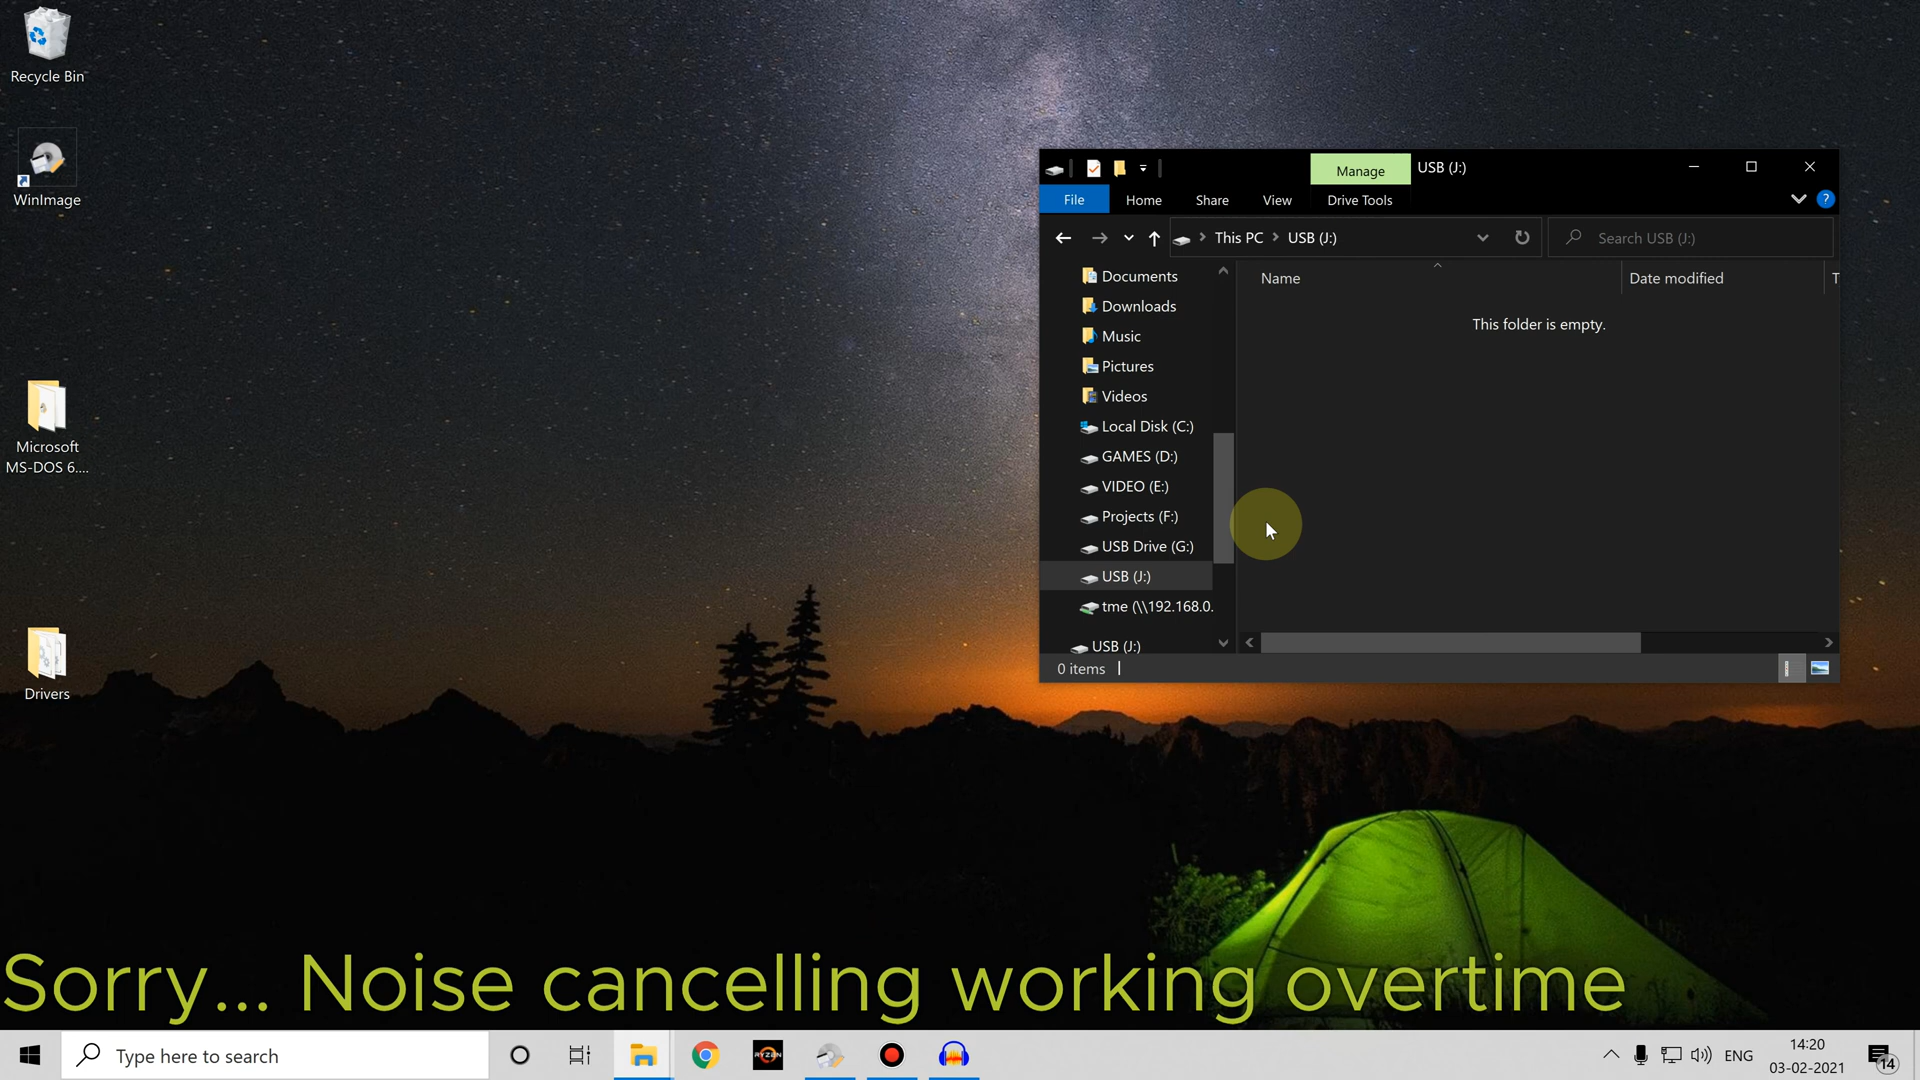 Recycle Bin
WinImage
Microsoft
MS-DOS 6....
Drivers
Manage
USB (J:)
File
Home
Share
View
Drive Tools
?
This PC
USB (J:)
Search USB (J:)
Documents
Downloads
Music
Pictures
Videos
Local Disk (C:)
GAMES (D:)
VIDEO (E:)
Projects (F:)
USB Drive (G:)
USB (J:)
tme (\\192.168.0.
USB (J:)
Name
Date modified
T
This folder is empty.
0 items
Sorry... Noise cancelling working overtime
Type here to search
RYZEN
ENG
14:20
03-02-2021
14